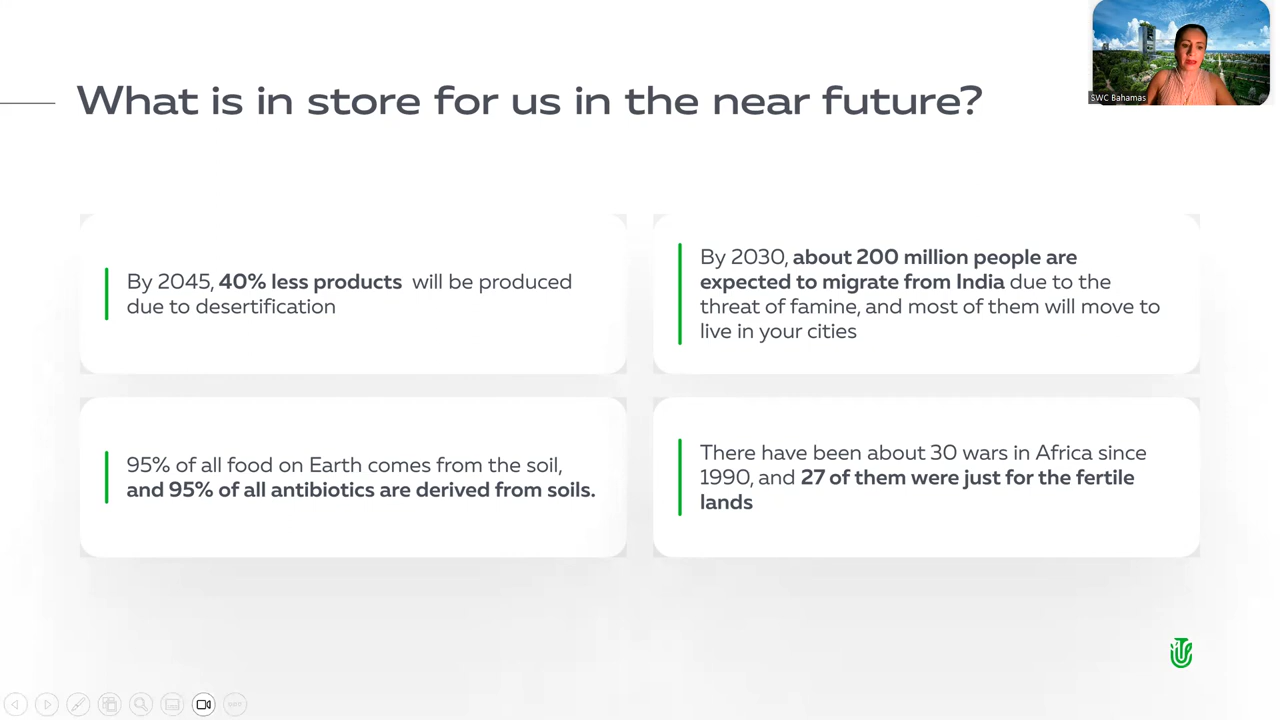 What is in store for us in the near future?
SWC Bahamas
By 2045, 40% less products will be produced
due to desertification
By 2030, about 200 million people are
expected to migrate from India due to the
threat of famine, and most of them will move to
live in your cities
95% of all food on Earth comes from the soil,
and 95% of all antibiotics are derived from soils.
There have been about 30 wars in Africa since
1990, and 27 of them were just for the fertile
lands